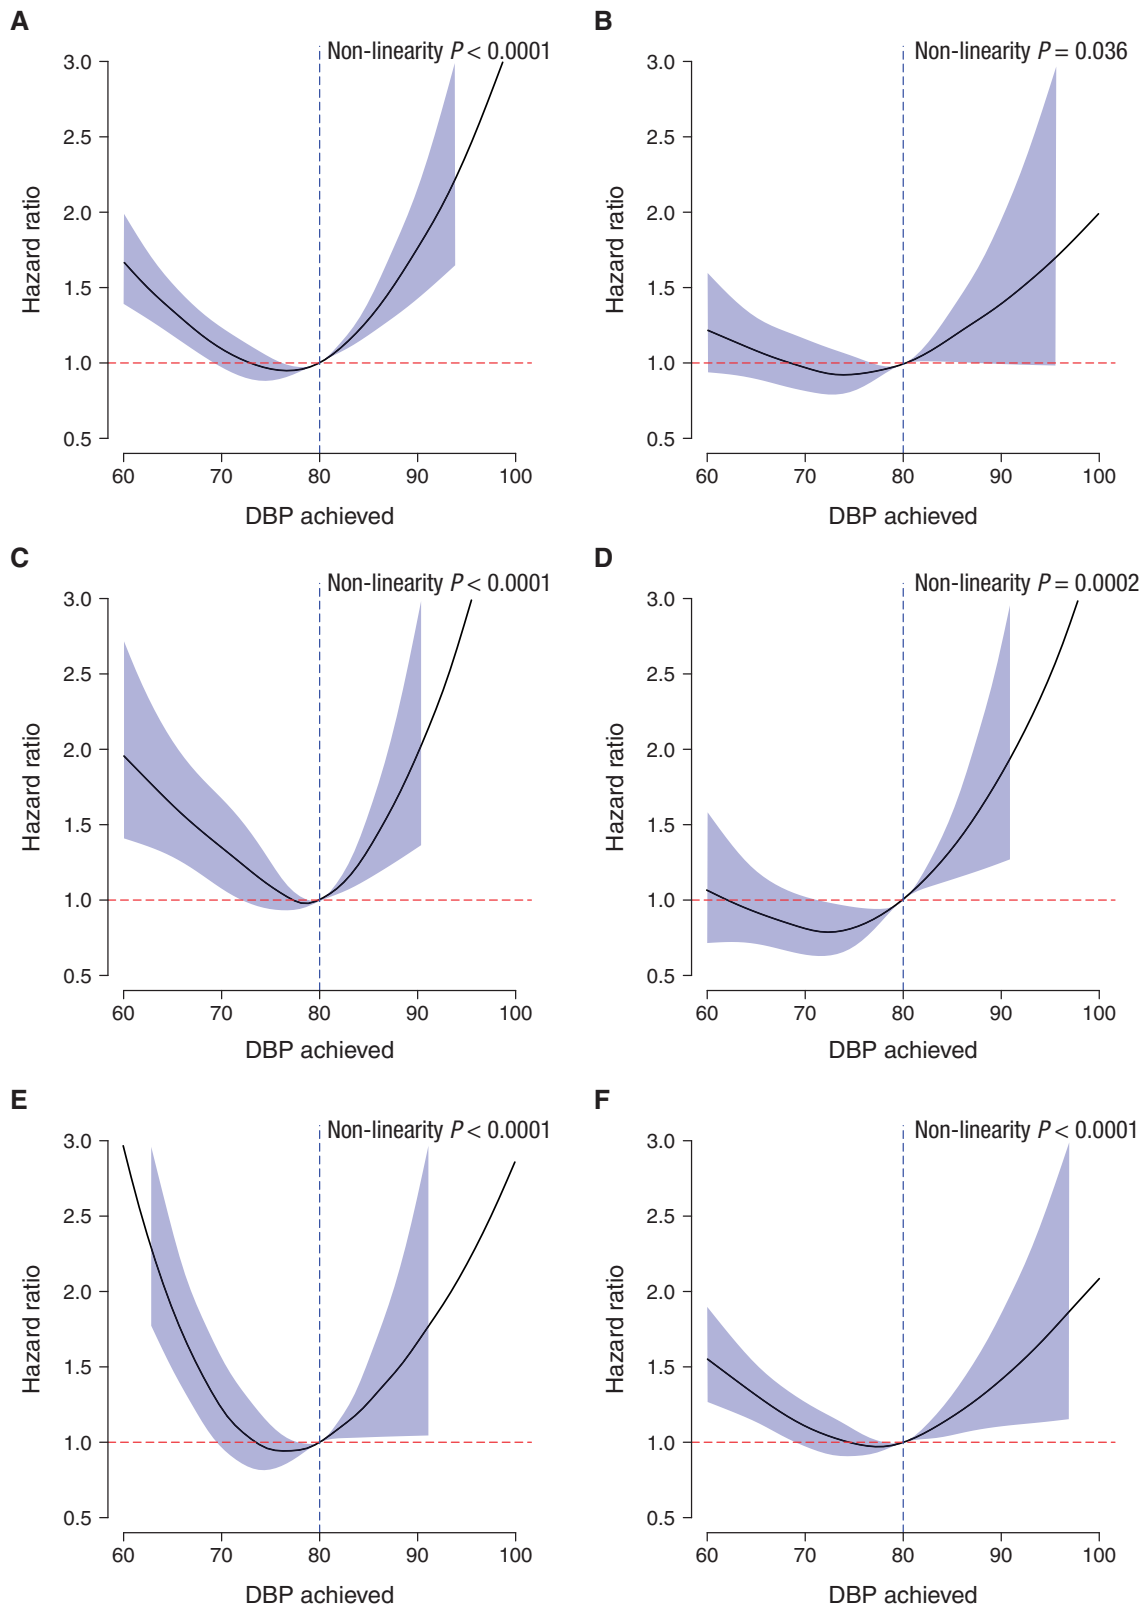 A
Non-linearity P < 0.0001
3.0
2.5
2.0
1.5
1.0
0.5
Hazard ratio
60 70 80 90 100
DBP achieved
B
Non-linearity P = 0.036
3.0
2.5
2.0
1.5
1.0
0.5
Hazard ratio
60 70 80 90 100
DBP achieved
C
Non-linearity P < 0.0001
3.0
2.5
2.0
1.5
1.0
0.5
Hazard ratio
60 70 80 90 100
DBP achieved
D
Non-linearity P = 0.0002
3.0
2.5
2.0
1.5
1.0
0.5
Hazard ratio
60 70 80 90 100
DBP achieved
E
Non-linearity P < 0.0001
3.0
2.5
2.0
1.5
1.0
0.5
Hazard ratio
60 70 80 90 100
DBP achieved
F
Non-linearity P < 0.0001
3.0
2.5
2.0
1.5
1.0
0.5
Hazard ratio
60 70 80 90 100
DBP achieved